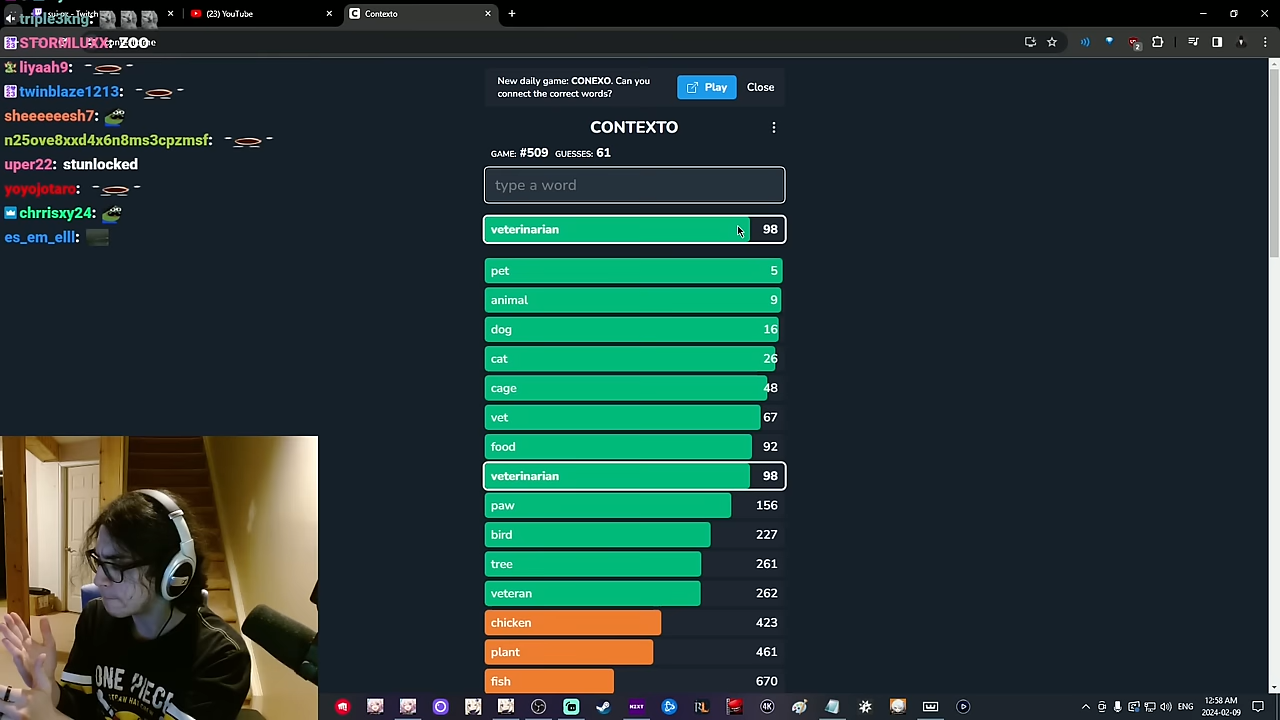 (23) YouTube
Contexto
triple3kng:
STORMLUXX: ZOO
liyaah9:
twinblaze1213:
sheeeeeesh7:
n25ove8xxd4x6n8ms3cpzmsf:
uper22: stunlocked
yoyojotaro:
chrrisxy24:
es_em_elll:
New daily game: CONEXO. Can you
connect the correct words?
Play
Close
CONTEXTO
GAME: #509 GUESSES: 61
type a word
veterinarian 98
pet 5
animal 9
dog 16
cat 26
cage 48
vet 67
food 92
veterinarian 98
paw 156
bird 227
tree 261
veteran 262
chicken 423
plant 461
fish 670
ONE PIECE
ENG
12:58 AM
2024-02-09